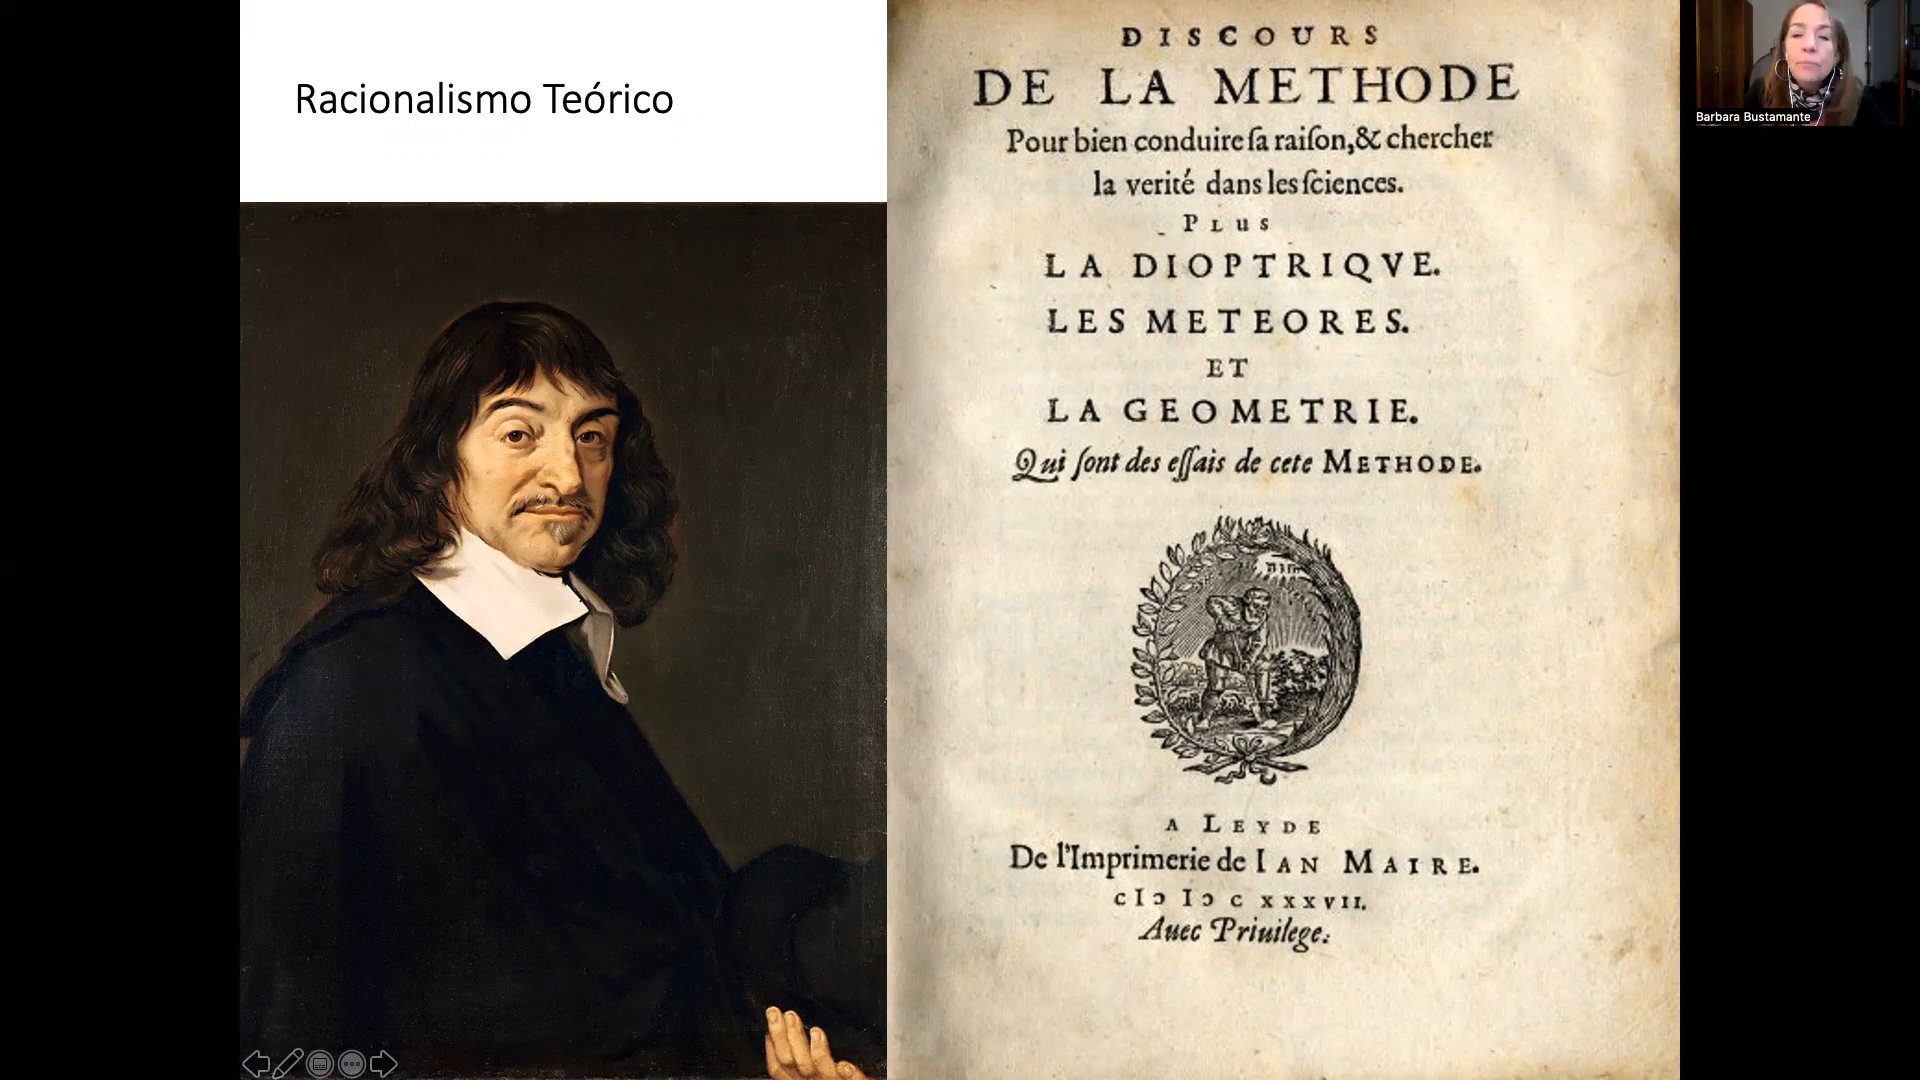 Racionalismo Teórico
DISCOURS
DE LA METHODE
Pour bien conduire ſa raiſon, & chercher
la verité dans les ſciences.
PLUS
LA DIOPTRIQVE.
LES METEORES.
ET
LA GEOMETRIE.
Qui ſont des eſſais de cete METHODE.
A LEYDE
De l'Imprimerie de IAN MAIRE.
cIↄ Iↄ c xxxvii.
Auec Priuilege.
Barbara Bustamante